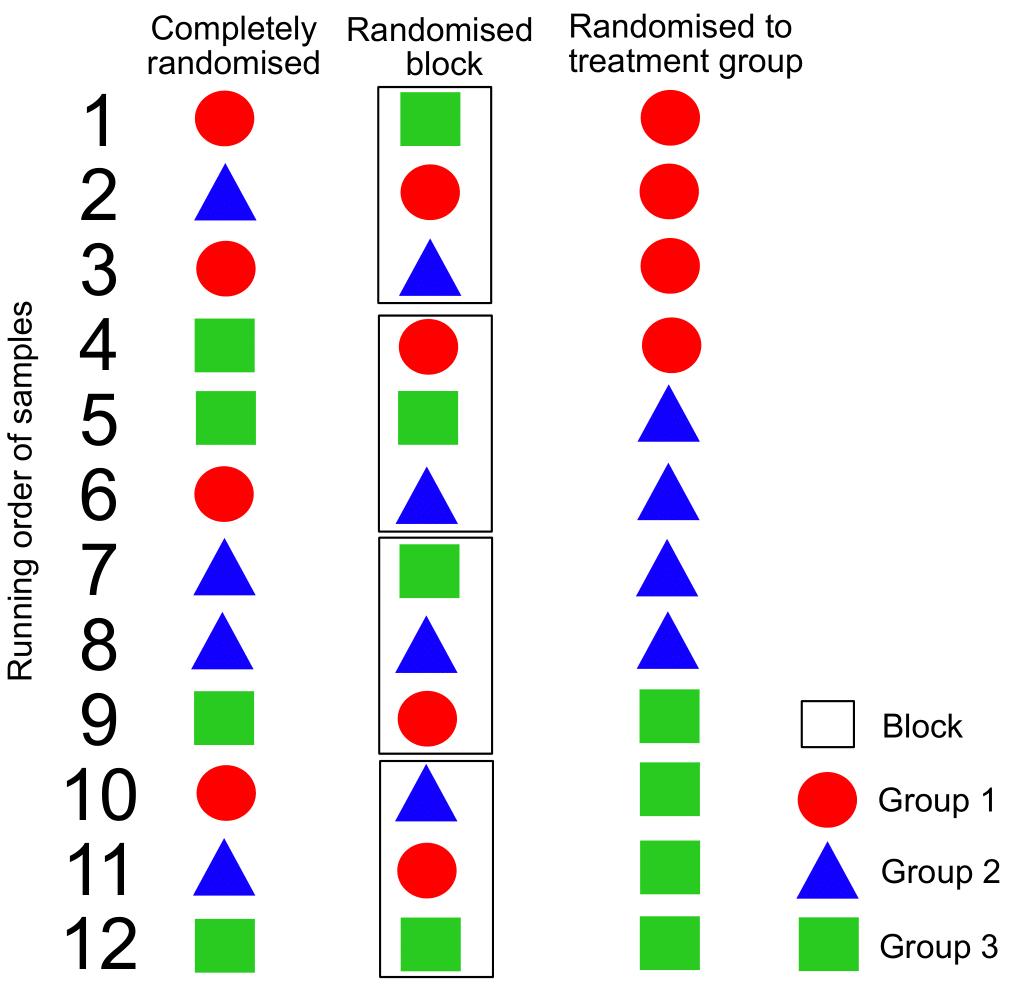 Completely
randomised
Randomised
block
Randomised to
treatment group
Running order of samples
1
2
3
4
5
6
7
8
9
10
11
12
Block
Group 1
Group 2
Group 3